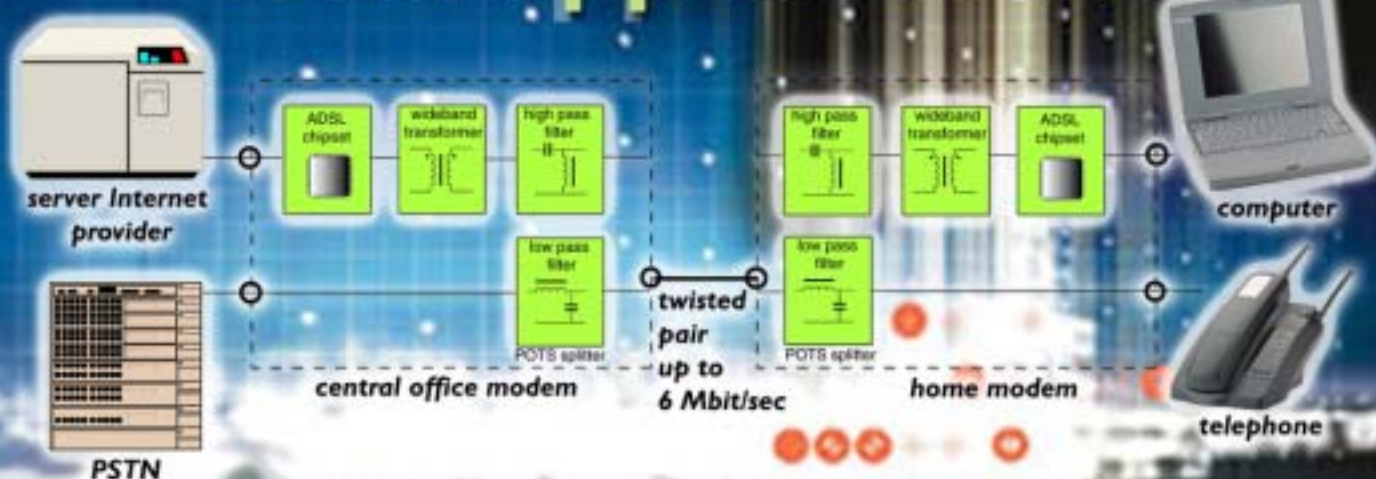 ADSL
chipset
wideband
transformer
high pass
filter
high pass
filter
wideband
transformer
ADSL
chipset
server Internet
provider
computer
low pass
filter
low pass
filter
twisted
pair
up to
6 Mbit/sec
POTS splitter
POTS splitter
central office modem
home modem
telephone
PSTN